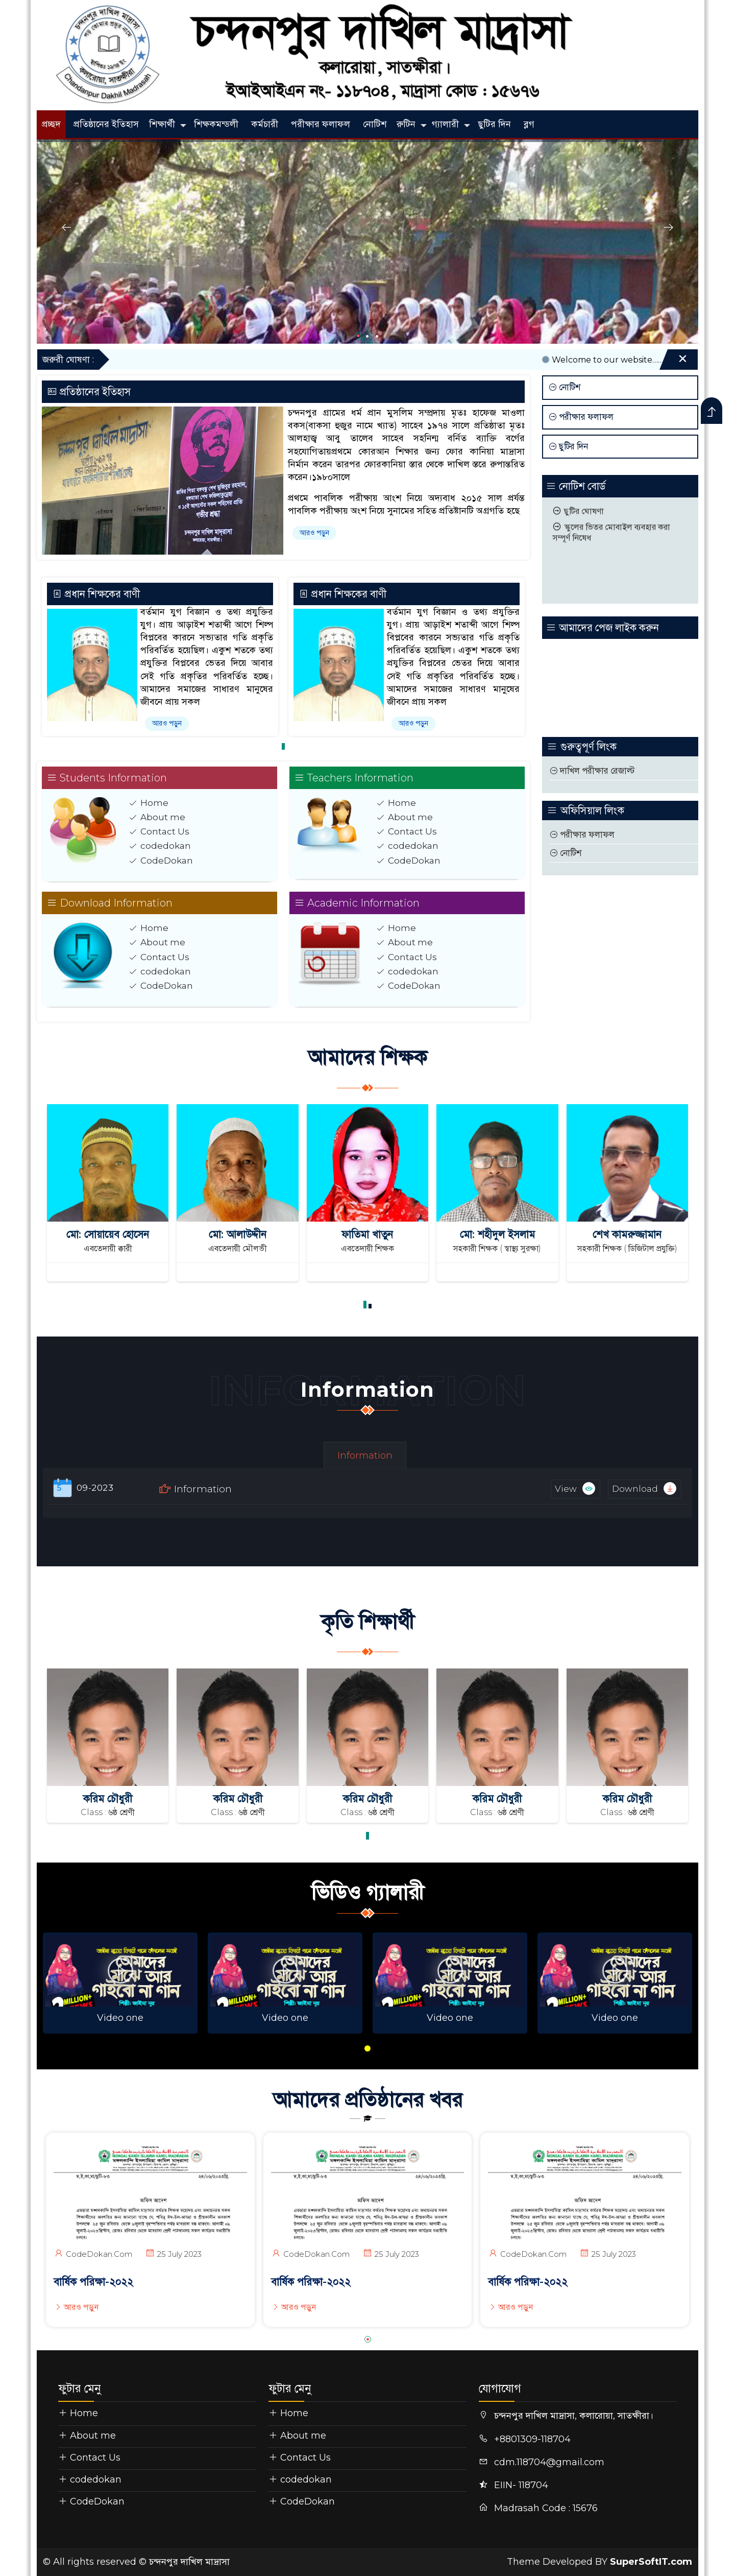 চন্দনপুর দাখিল মাদ্রাসা
কলারোয়া, সাতক্ষীরা।
ইআইআইএন নং- ১১৮৭০৪, মাদ্রাসা কোড : ১৫৬৭৬
Chandanpur Dakhil Madrasah
প্রচ্ছদ প্রতিষ্ঠানের ইতিহাস শিক্ষার্থী শিক্ষকমন্ডলী কর্মচারী পরীক্ষার ফলাফল নোটিশ রুটিন গ্যালারী ছুটির দিন ব্লগ
জরুরী ঘোষণা :
Welcome to our website.....
প্রতিষ্ঠানের ইতিহাস
চন্দনপুর গ্রামের ধর্ম প্রান মুসলিম সম্প্রদায় মৃতঃ হাফেজ মাওলা
বকস(বাকসা হুজুর নামে খ্যাত) সাহেব ১৯৭৪ সালে প্রতিষ্ঠাতা মৃতঃ
আলহাজ্ব আবু তালেব সাহেব সহনিম্ম বর্নিত ব্যাক্তি বর্গের
সহযোগিতায়প্রথমে কোরআন শিক্ষার জন্য ফোর কানিয়া মাদ্রাসা
নির্মান করেন তারপর ফোরকানিয়া স্তর থেকে দাখিল স্তরে রুপান্তরিত
করেন।১৯৮০সালে
প্রথমে পাবলিক পরীক্ষায় আংশ নিয়ে অদ্যবাধ ২০১৫ সাল প্রর্যন্ত
পাবলিক পরীক্ষায় অংশ নিয়ে সুনামের সহিত প্রতিষ্টানটি অগ্রগতি হছে
আরও পড়ুন
নোটিশ
পরীক্ষার ফলাফল
ছুটির দিন
নোটিশ বোর্ড
ছুটির ঘোষণা
স্কুলের ভিতর মোবাইল ব্যবহার করা
সম্পূর্ণ নিষেধ
প্রধান শিক্ষকের বাণী
বর্তমান যুগ বিজ্ঞান ও তথ্য প্রযুক্তির
যুগ। প্রায় আড়াইশ শতাব্দী আগে শিল্প
বিপ্লবের কারনে সভ্যতার গতি প্রকৃতি
পরিবর্তিত হয়েছিল। একুশ শতকে তথ্য
প্রযুক্তির বিপ্লবের ভেতর দিয়ে আবার
সেই গতি প্রকৃতির পরিবর্তিত হচ্ছে।
আমাদের সমাজের সাধারণ মানুষের
জীবনে প্রায় সকল
আরও পড়ুন
প্রধান শিক্ষকের বাণী
বর্তমান যুগ বিজ্ঞান ও তথ্য প্রযুক্তির
যুগ। প্রায় আড়াইশ শতাব্দী আগে শিল্প
বিপ্লবের কারনে সভ্যতার গতি প্রকৃতি
পরিবর্তিত হয়েছিল। একুশ শতকে তথ্য
প্রযুক্তির বিপ্লবের ভেতর দিয়ে আবার
সেই গতি প্রকৃতির পরিবর্তিত হচ্ছে।
আমাদের সমাজের সাধারণ মানুষের
জীবনে প্রায় সকল
আরও পড়ুন
আমাদের পেজ লাইক করুন
গুরুত্বপূর্ণ লিংক
দাখিল পরীক্ষার রেজাল্ট
অফিসিয়াল লিংক
পরীক্ষার ফলাফল
নোটিশ
Students Information
Home
About me
Contact Us
codedokan
CodeDokan
Teachers Information
Home
About me
Contact Us
codedokan
CodeDokan
Download Information
Home
About me
Contact Us
codedokan
CodeDokan
Academic Information
Home
About me
Contact Us
codedokan
CodeDokan
আমাদের শিক্ষক
মো: সোয়ায়েব হোসেন
এবতেদায়ী ক্বারী
মো: আলাউদ্দীন
এবতেদায়ী মৌলভী
ফাতিমা খাতুন
এবতেদায়ী শিক্ষক
মো: শহীদুল ইসলাম
সহকারী শিক্ষক ( স্বাস্থ্য সুরক্ষা)
শেখ কামরুজ্জামান
সহকারী শিক্ষক ( ডিজিটাল প্রযুক্তি)
INFORMATION
Information
Information
5 09-2023 Information View Download
কৃতি শিক্ষার্থী
করিম চৌধুরী
Class : ৬ষ্ঠ শ্রেণী
করিম চৌধুরী
Class : ৬ষ্ঠ শ্রেণী
করিম চৌধুরী
Class : ৬ষ্ঠ শ্রেণী
করিম চৌধুরী
Class : ৬ষ্ঠ শ্রেণী
করিম চৌধুরী
Class : ৬ষ্ঠ শ্রেণী
ভিডিও গ্যালারী
Video one
Video one
Video one
Video one
আমাদের প্রতিষ্ঠানের খবর
CodeDokan.Com 25 July 2023
বার্ষিক পরিক্ষা-২০২২
আরও পড়ুন
CodeDokan.Com 25 July 2023
বার্ষিক পরিক্ষা-২০২২
আরও পড়ুন
CodeDokan.Com 25 July 2023
বার্ষিক পরিক্ষা-২০২২
আরও পড়ুন
ফুটার মেনু
Home
About me
Contact Us
codedokan
CodeDokan
ফুটার মেনু
Home
About me
Contact Us
codedokan
CodeDokan
যোগাযোগ
চন্দনপুর দাখিল মাদ্রাসা, কলারোয়া, সাতক্ষীরা।
+8801309-118704
cdm.118704@gmail.com
EIIN- 118704
Madrasah Code : 15676
© All rights reserved © চন্দনপুর দাখিল মাদ্রাসা
Theme Developed BY SuperSoftIT.com